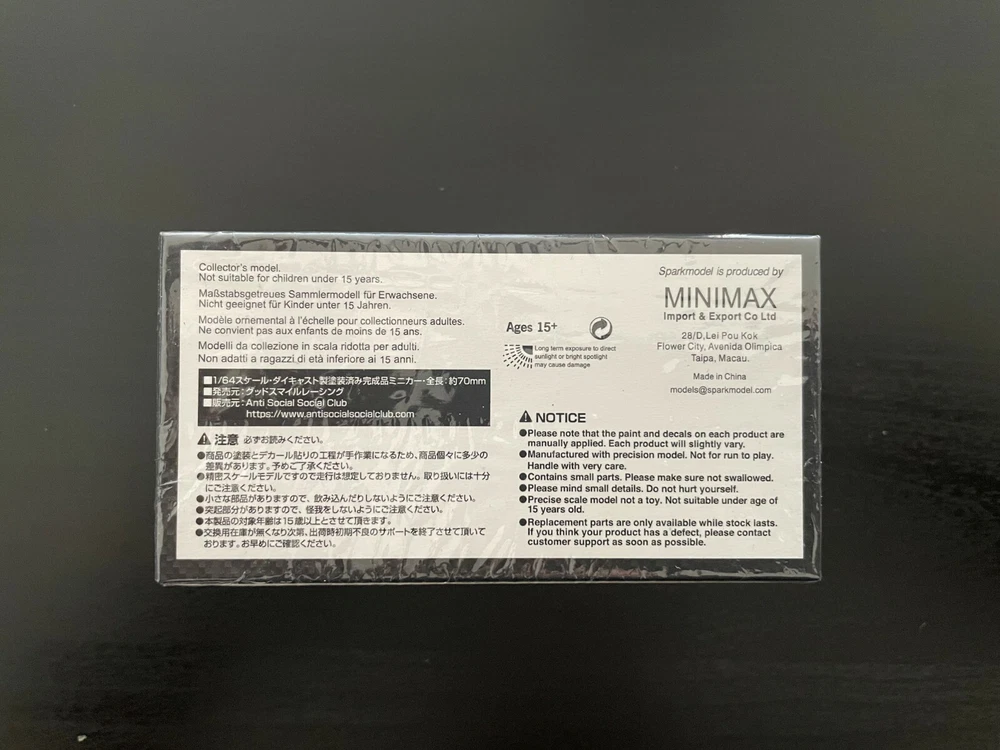 Collector's model.
Not suitable for children under 15 years.
Maßstabsgetreues Sammlermodell für Erwachsene.
Nicht geeignet für Kinder unter 15 Jahren.
Modèle ornemental à l'échelle pour collectionneurs adultes.
Ne convient pas aux enfants de moins de 15 ans.
Modelli da collezione in scala ridotta per adulti.
Non adatti a ragazzi di età inferiore ai 15 anni.
■1/64スケール・ダイキャスト製塗装済み完成品ミニカー・全長：約70mm
■発売元：グッドスマイルレーシング
■販売元：Anti Social Social Club
https://www.antisocialsocialclub.com
注意 必ずお読みください。
●商品の塗装とデカール貼りの工程が手作業になるため、商品個々に多少の
差異があります。予めご了承ください。
●精密スケールモデルですので走行は想定しておりません。取り扱いには十分
にご注意ください。
●小さな部品がありますので、飲み込んだりしないようにご注意ください。
●突起部分がありますので、怪我をしないようにご注意ください。
●本製品の対象年齢は15歳以上とさせて頂きます。
●交換用在庫が無くなり次第、出荷時初期不良のサポートを終了させて頂いて
おります。お早めにご確認ください。
Ages 15+
Long term exposure to direct
sunlight or bright spotlight
may cause damage
Sparkmodel is produced by
MINIMAX
Import & Export Co Ltd
28/D,Lei Pou Kok
Flower City, Avenida Olimpica
Taipa, Macau.
Made in China
models@sparkmodel.com
NOTICE
●Please note that the paint and decals on each product are
manually applied. Each product will slightly vary.
●Manufactured with precision model. Not for run to play.
Handle with very care.
●Contains small parts. Please make sure not swallowed.
●Please mind small details. Do not hurt yourself.
●Precise scale model not a toy. Not suitable under age of
15 years old.
●Replacement parts are only available while stock lasts.
If you think your product has a defect, please contact
customer support as soon as possible.